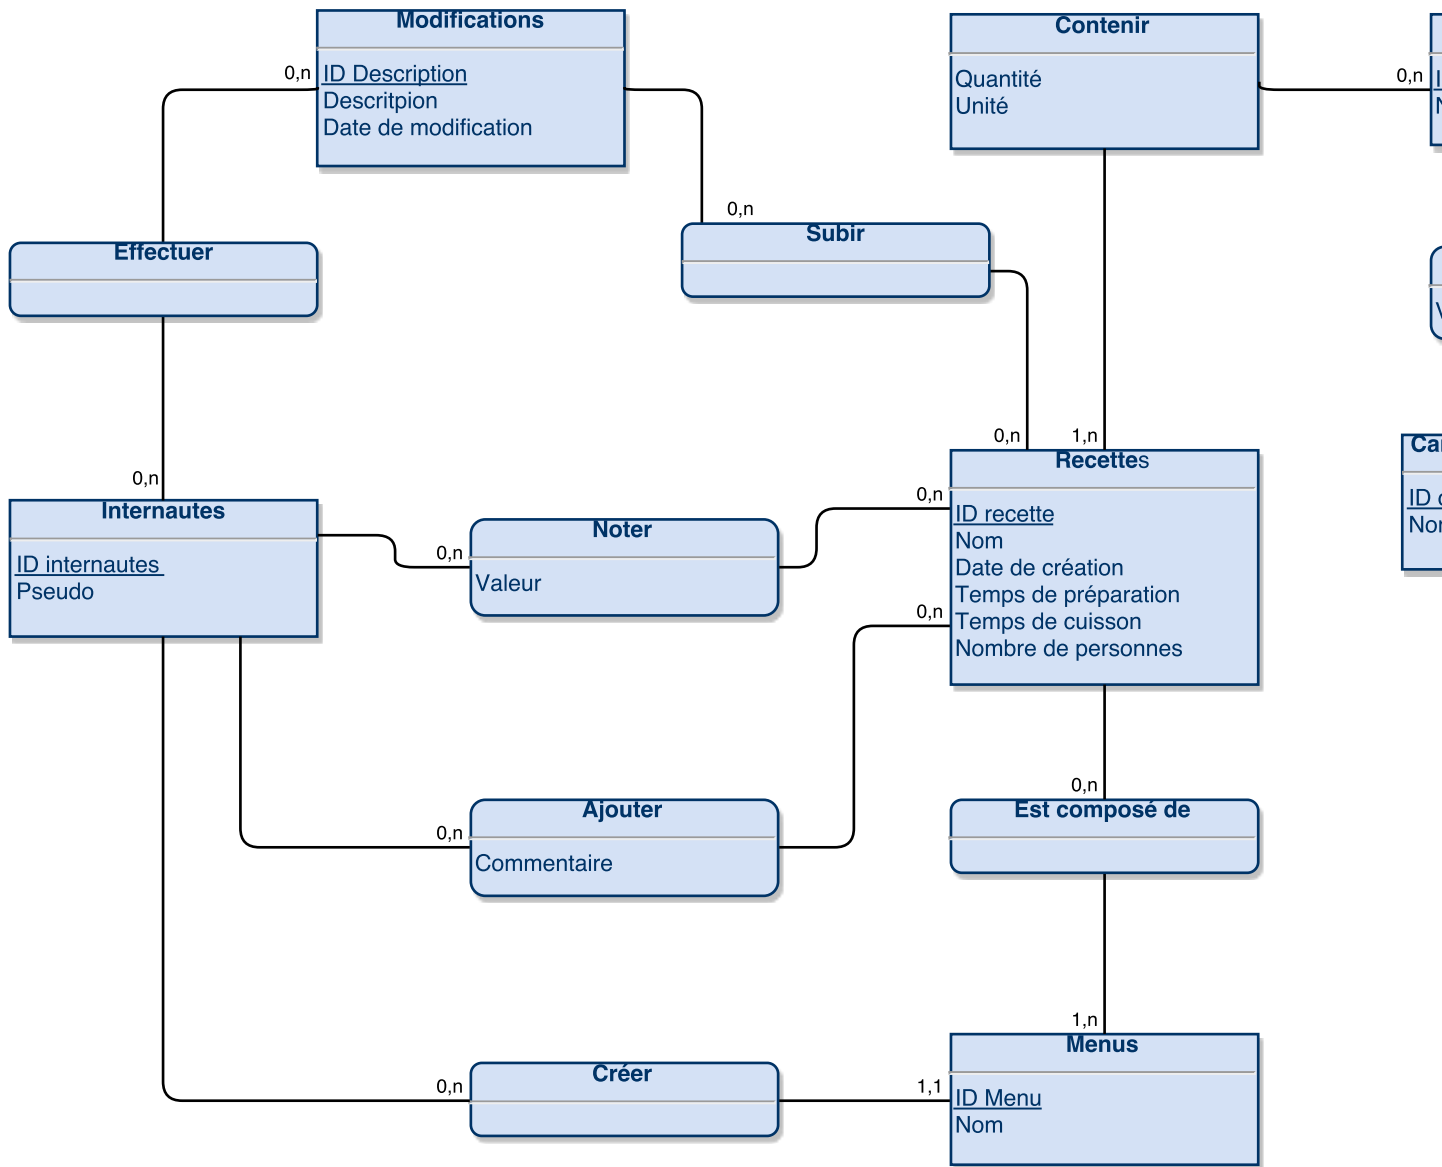 Modifications
0,n
ID Description
Descritpion
Date de modification
Contenir
Quantité
Unité
0,n
0,n
Subir
Effectuer
0,n
0,n
1,n
Recettes
ID recette
Nom
Date de création
Temps de préparation
Temps de cuisson
Nombre de personnes
0,n
Internautes
ID internautes
Pseudo
0,n
Noter
Valeur
0,n
0,n
Ajouter
Commentaire
0,n
Est composé de
1,n
Menus
ID Menu
Nom
0,n
Créer
1,1